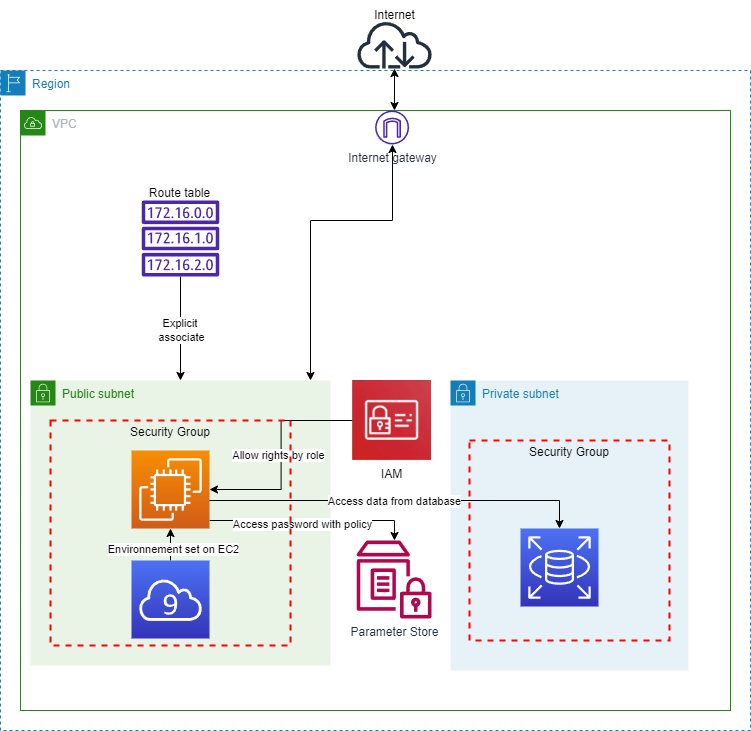 Internet
Region
VPC
Internet gateway
Route table
172.16.0.0
172.16.1.0
172.16.2.0
Explicit
associate
Public subnet
Private subnet
Security Group
Security Group
Allow rights by role
IAM
Access data from database
Access password with policy
Environnement set on EC2
9
Parameter Store